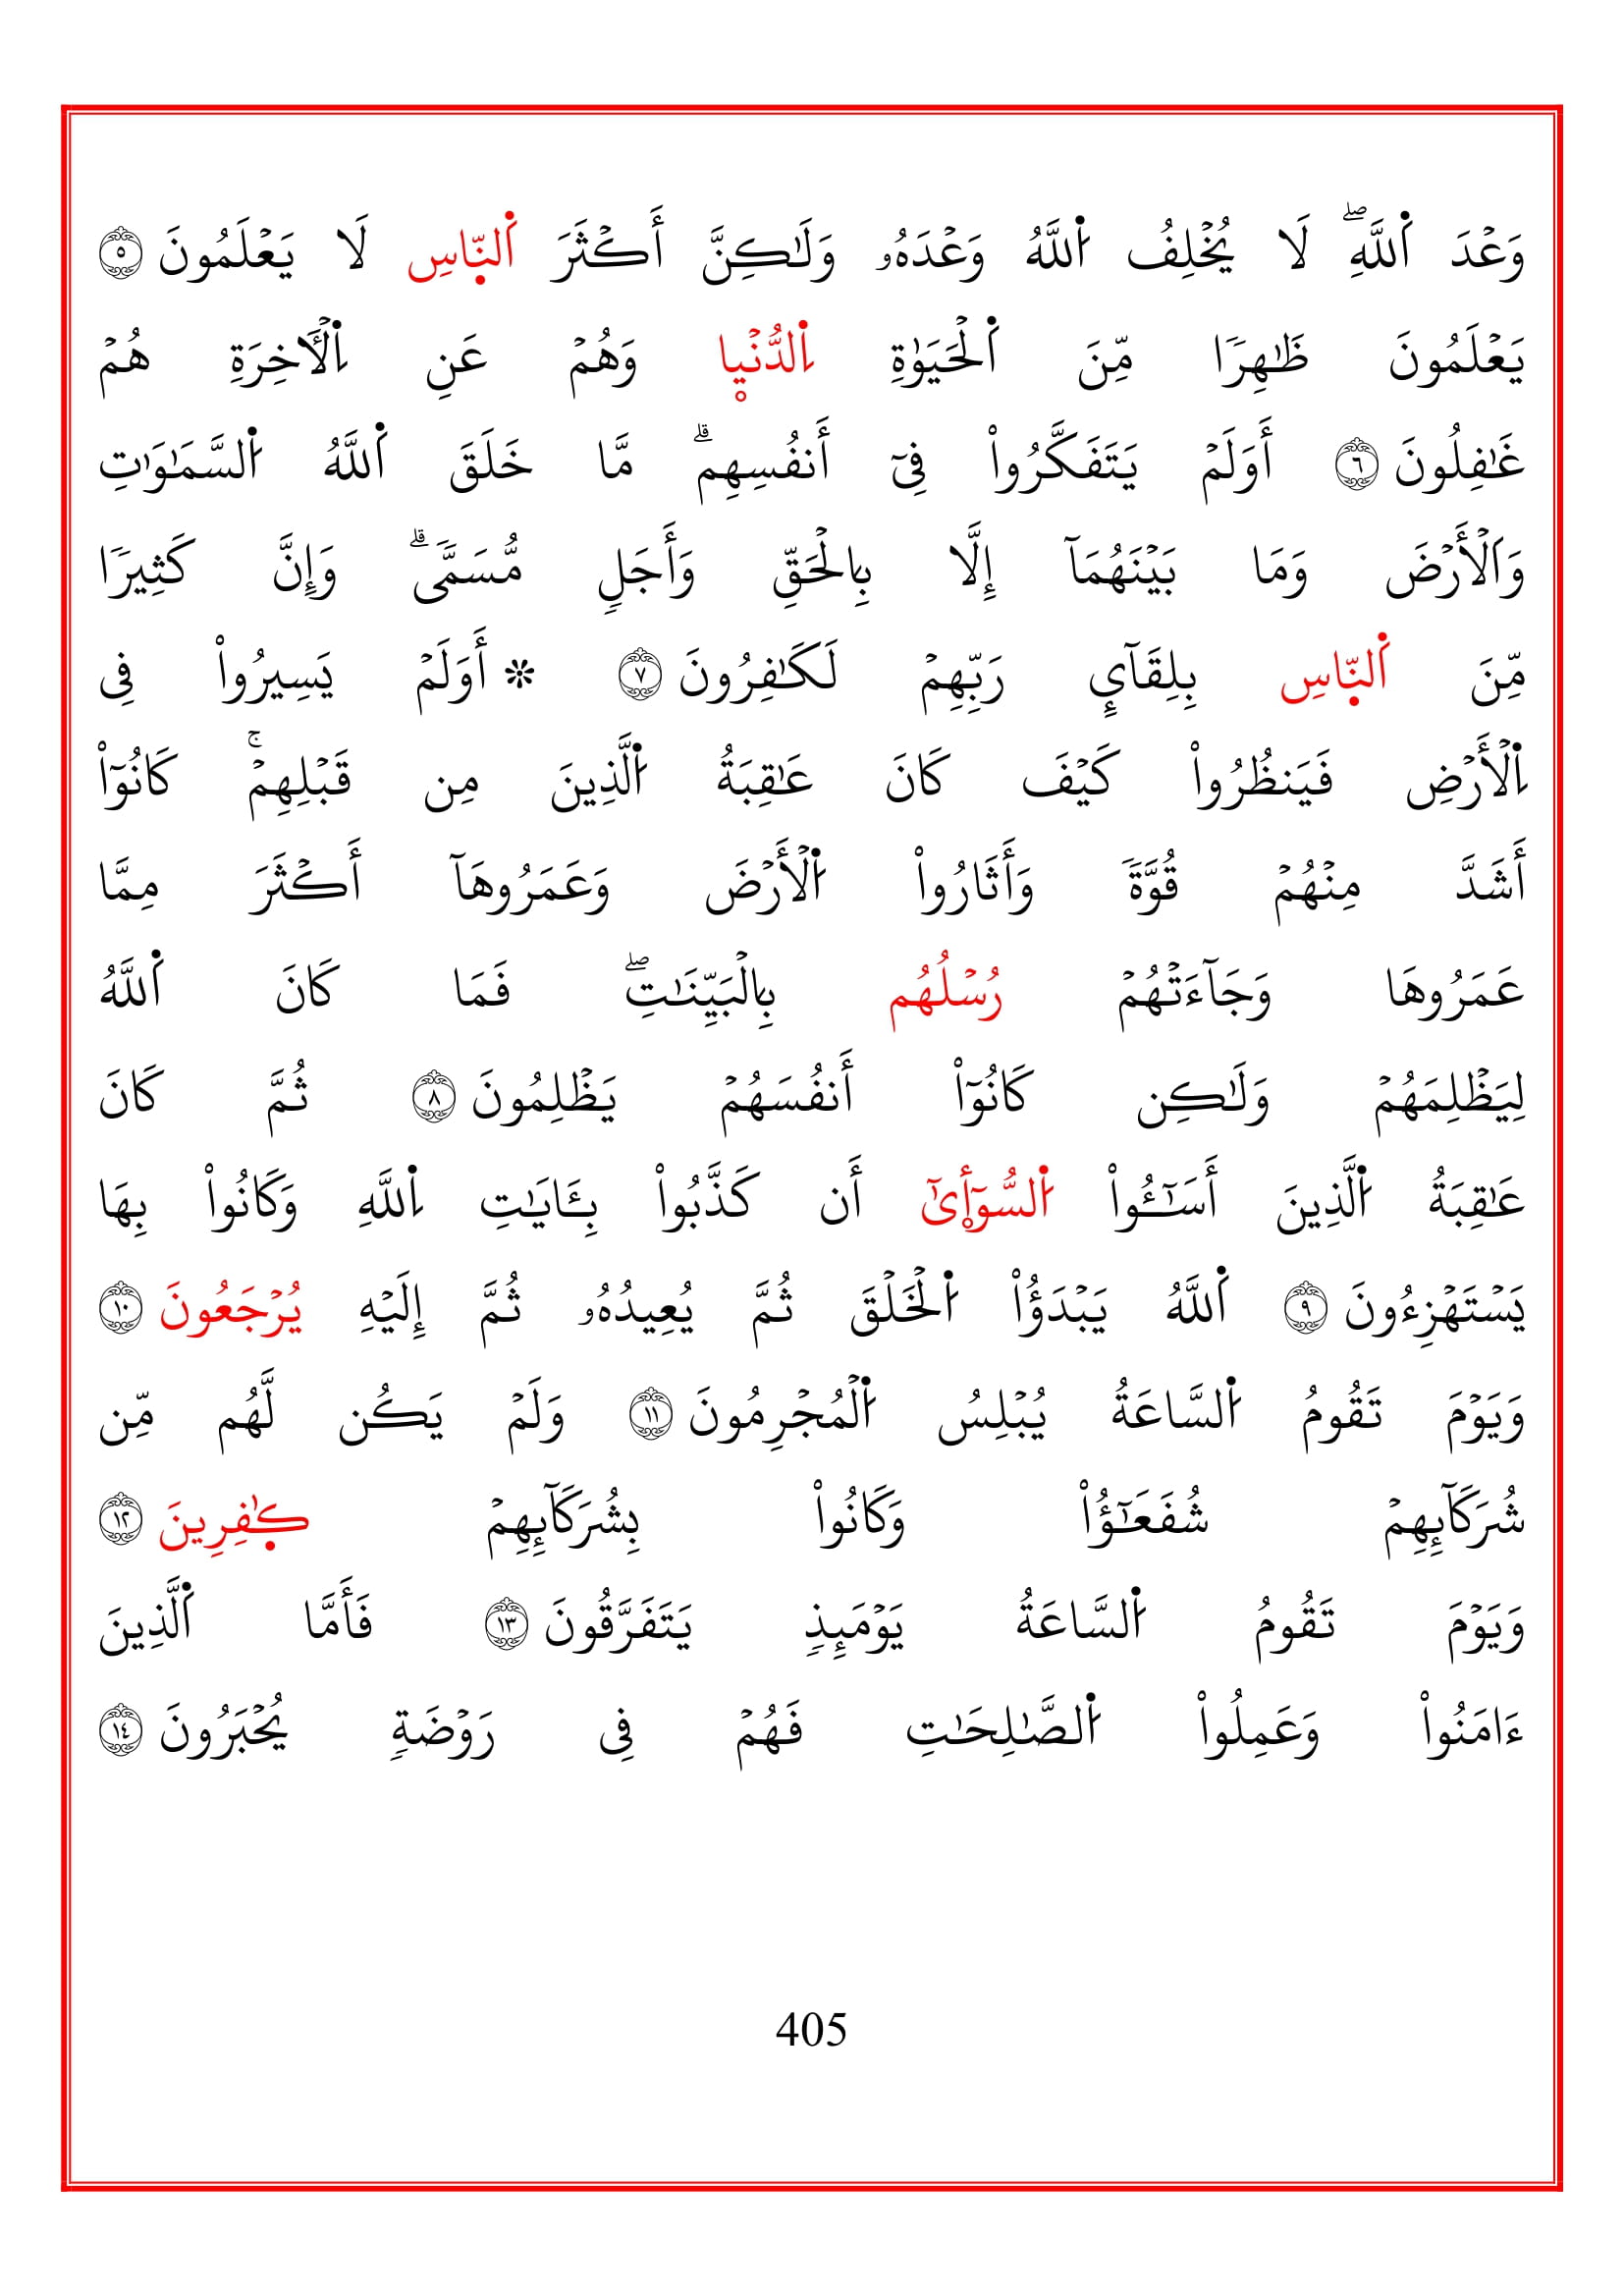 وَعۡدَ ٱللَّهِۖ لَا يُخۡلِفُ ٱللَّهُ وَعۡدَهُۥ وَلَٰكِنَّ أَكۡثَرَ ٱلنَّاسِ لَا يَعۡلَمُونَ ٥
يَعۡلَمُونَ ظَٰهِرٗا مِّنَ ٱلۡحَيَوٰةِ ٱلدُّنۡيا وَهُمۡ عَنِ ٱلۡأٓخِرَةِ هُمۡ
غَٰفِلُونَ ٦ أَوَلَمۡ يَتَفَكَّرُواْ فِيٓ أَنفُسِهِمۗ مَّا خَلَقَ ٱللَّهُ ٱلسَّمَٰوَٰتِ
وَٱلۡأَرۡضَ وَمَا بَيۡنَهُمَآ إِلَّا بِٱلۡحَقِّ وَأَجَلٖ مُّسَمّٗىۗ وَإِنَّ كَثِيرٗا
مِّنَ ٱلنَّاسِ بِلِقَآيِٕ رَبِّهِمۡ لَكَٰفِرُونَ ٧ ۞ أَوَلَمۡ يَسِيرُواْ فِي
ٱلۡأَرۡضِ فَيَنظُرُواْ كَيۡفَ كَانَ عَٰقِبَةُ ٱلَّذِينَ مِن قَبۡلِهِمۡۚ كَانُوٓاْ
أَشَدَّ مِنۡهُمۡ قُوَّةٗ وَأَثَارُواْ ٱلۡأَرۡضَ وَعَمَرُوهَآ أَكۡثَرَ مِمَّا
عَمَرُوهَا وَجَآءَتۡهُمۡ رُسۡلُهُم بِٱلۡبَيِّنَٰتِۖ فَمَا كَانَ ٱللَّهُ
لِيَظۡلِمَهُمۡ وَلَٰكِن كَانُوٓاْ أَنفُسَهُمۡ يَظۡلِمُونَ ٨ ثُمَّ كَانَ
عَٰقِبَةُ ٱلَّذِينَ أَسَٰٓـُٔواْ ٱلسُّوٓأىٰٓ أَن كَذَّبُواْ بِـَٔايَٰتِ ٱللَّهِ وَكَانُواْ بِهَا
يَسۡتَهۡزِءُونَ ٩ ٱللَّهُ يَبۡدَؤُاْ ٱلۡخَلۡقَ ثُمَّ يُعِيدُهُۥ ثُمَّ إِلَيۡهِ يُرۡجَعُونَ ١٠
وَيَوۡمَ تَقُومُ ٱلسَّاعَةُ يُبۡلِسُ ٱلۡمُجۡرِمُونَ ١١ وَلَمۡ يَكُن لَّهُم مِّن
شُرَكَآئِهِمۡ شُفَعَٰٓؤُاْ وَكَانُواْ بِشُرَكَآئِهِمۡ كٰفِرِينَ ١٢
وَيَوۡمَ تَقُومُ ٱلسَّاعَةُ يَوۡمَئِذٖ يَتَفَرَّقُونَ ١٣ فَأَمَّا ٱلَّذِينَ
ءَامَنُواْ وَعَمِلُواْ ٱلصَّٰلِحَٰتِ فَهُمۡ فِي رَوۡضَةٖ يُحۡبَرُونَ ١٤
405